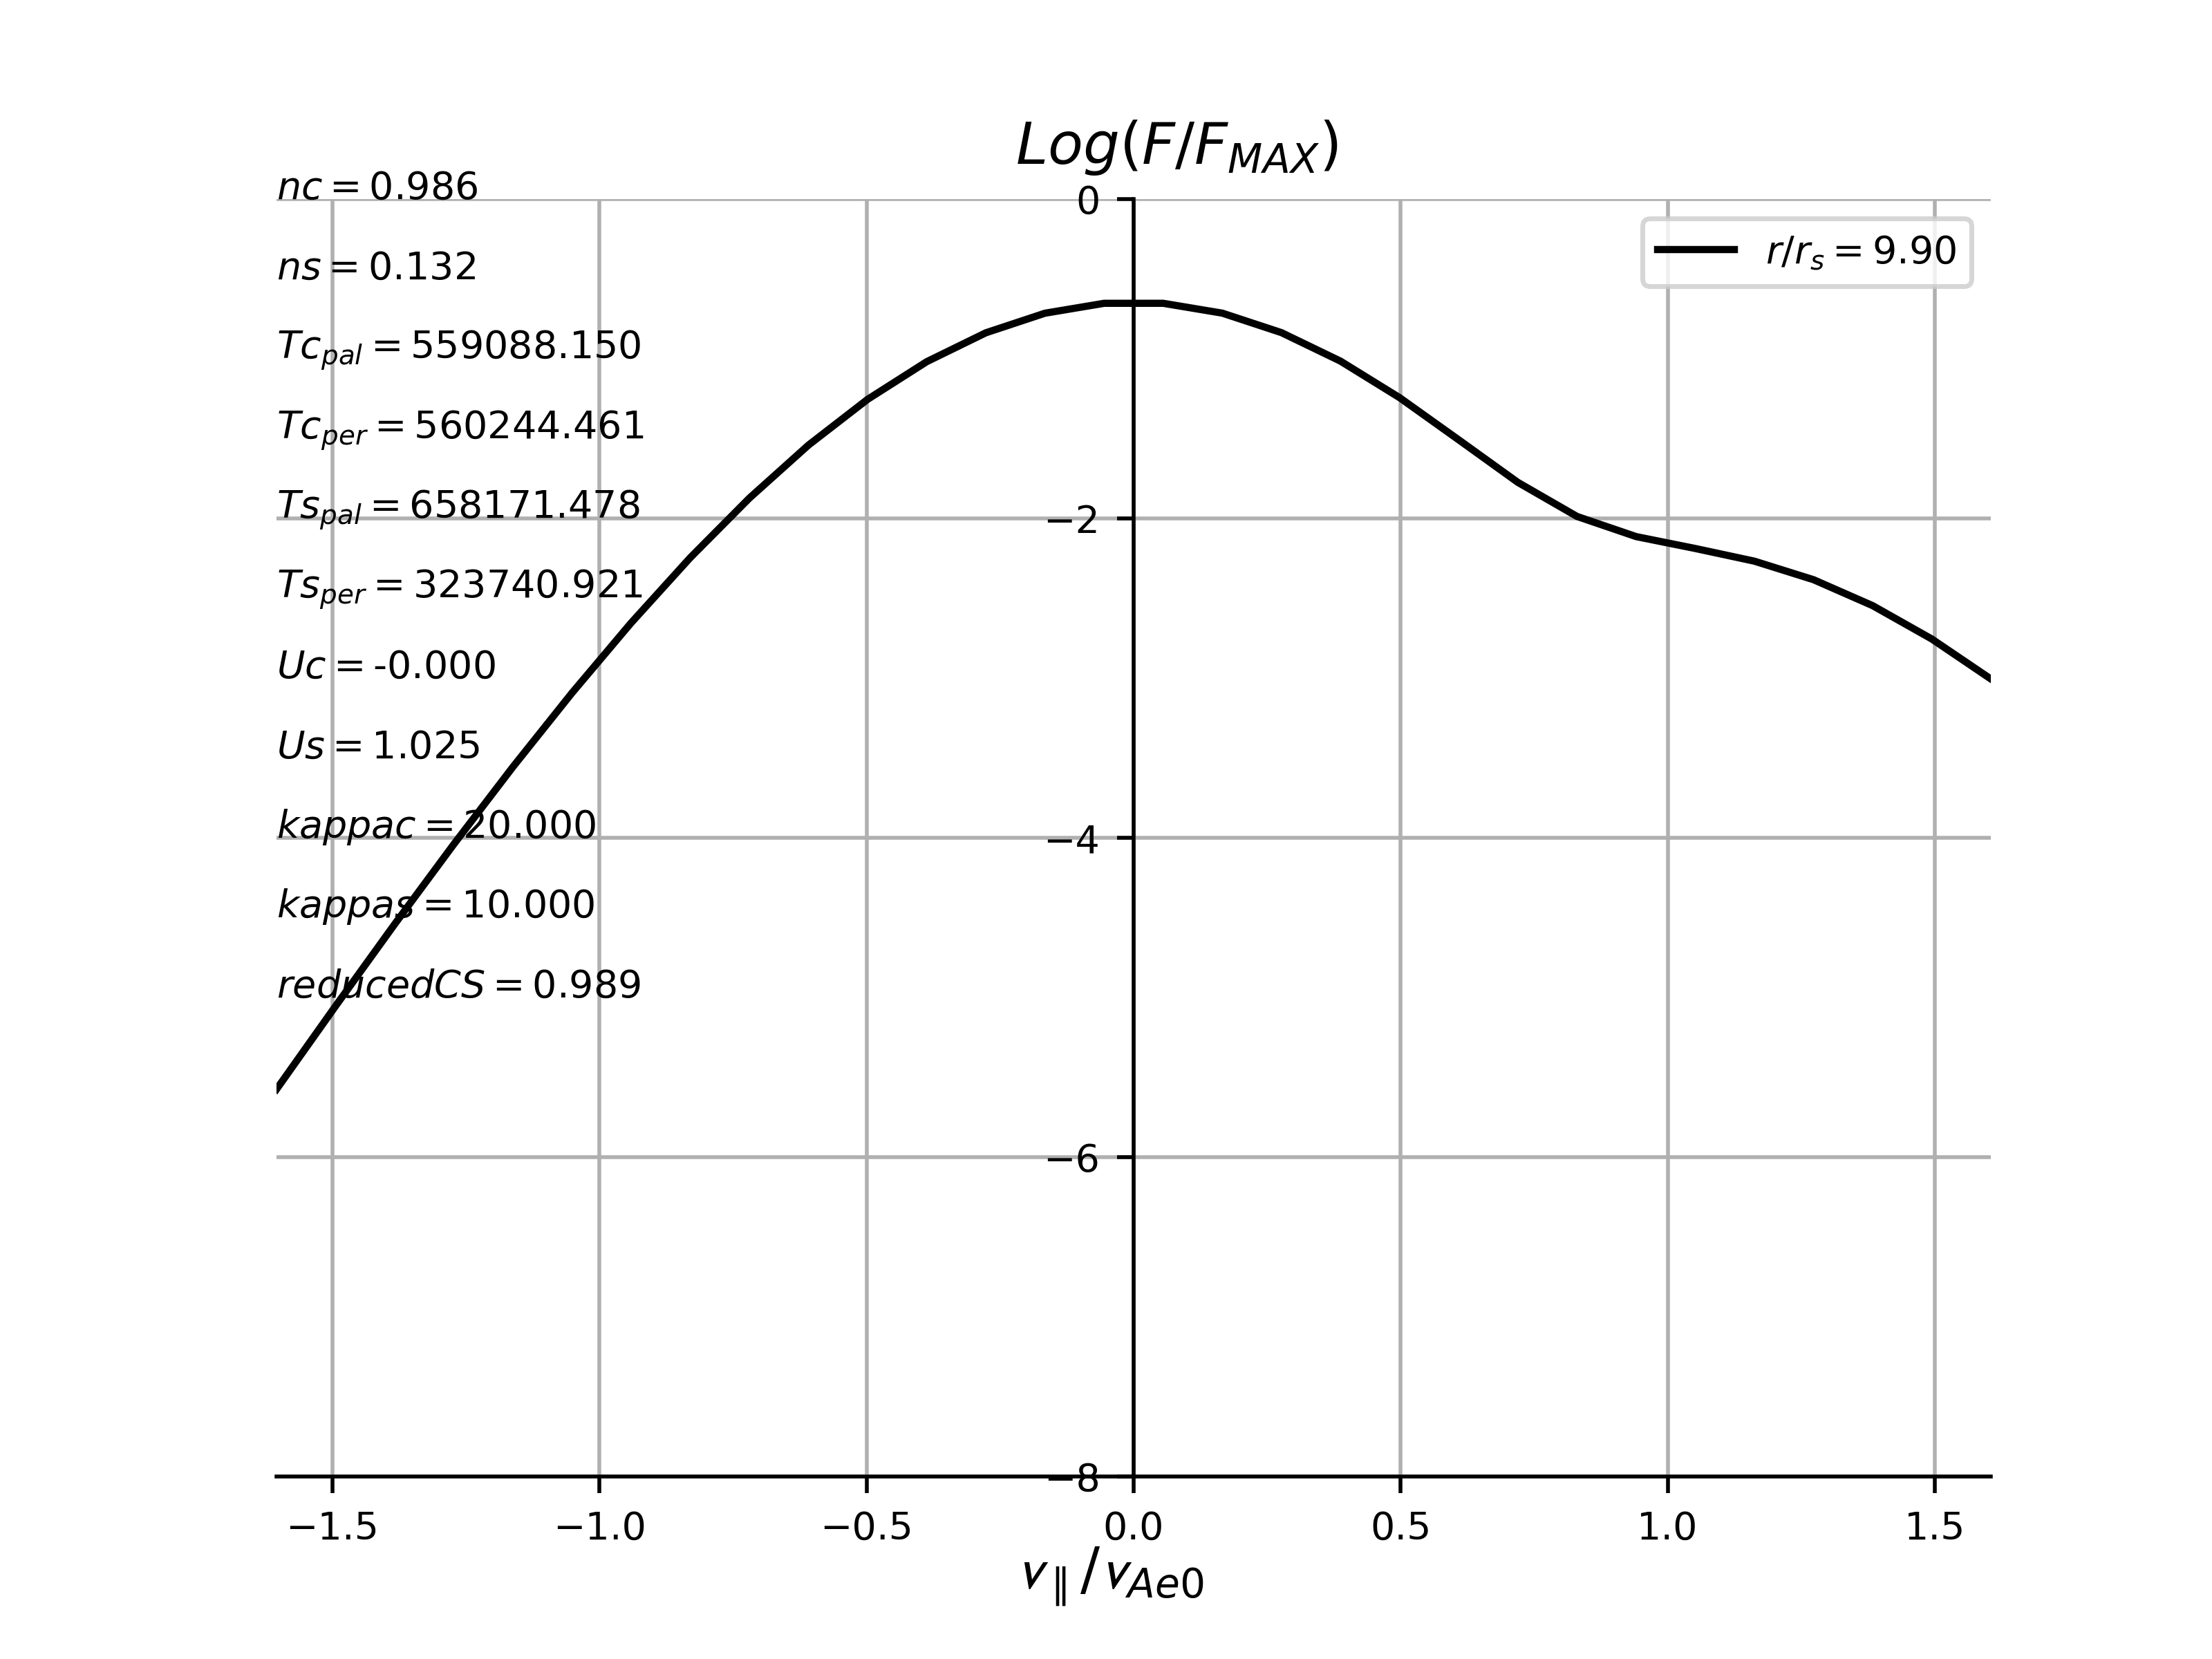 Log(F/F_MAX)
nc = 0.986
ns = 0.132
Tc_pal = 559088.150
Tc_per = 560244.461
Ts_pal = 658171.478
Ts_per = 323740.921
Uc = -0.000
Us = 1.025
kappac = 20.000
kappas = 10.000
reducedCS = 0.989
r/r_s = 9.90
0
−2
−4
−6
−8
−1.5 −1.0 −0.5 0.0 0.5 1.0 1.5
v_∥/v_Ae0